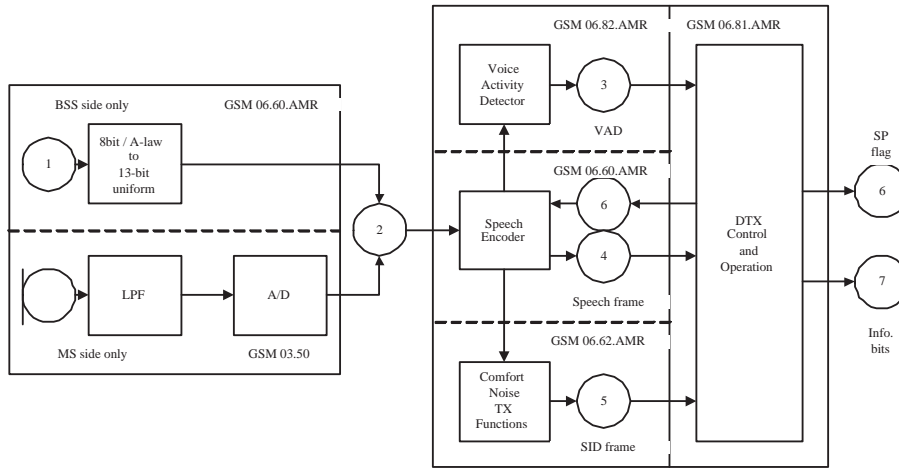 GSM 06.82.AMR
GSM 06.81.AMR
Voice
Activity
Detector
3
VAD
BSS side only
GSM 06.60.AMR
1
8bit / A-law
to
13-bit
uniform
2
GSM 06.60.AMR
Speech
Encoder
6
4
Speech frame
DTX
Control
and
Operation
SP
flag
6
7
Info.
bits
LPF
A/D
MS side only
GSM 03.50
GSM 06.62.AMR
Comfort
Noise
TX
Functions
5
SID frame